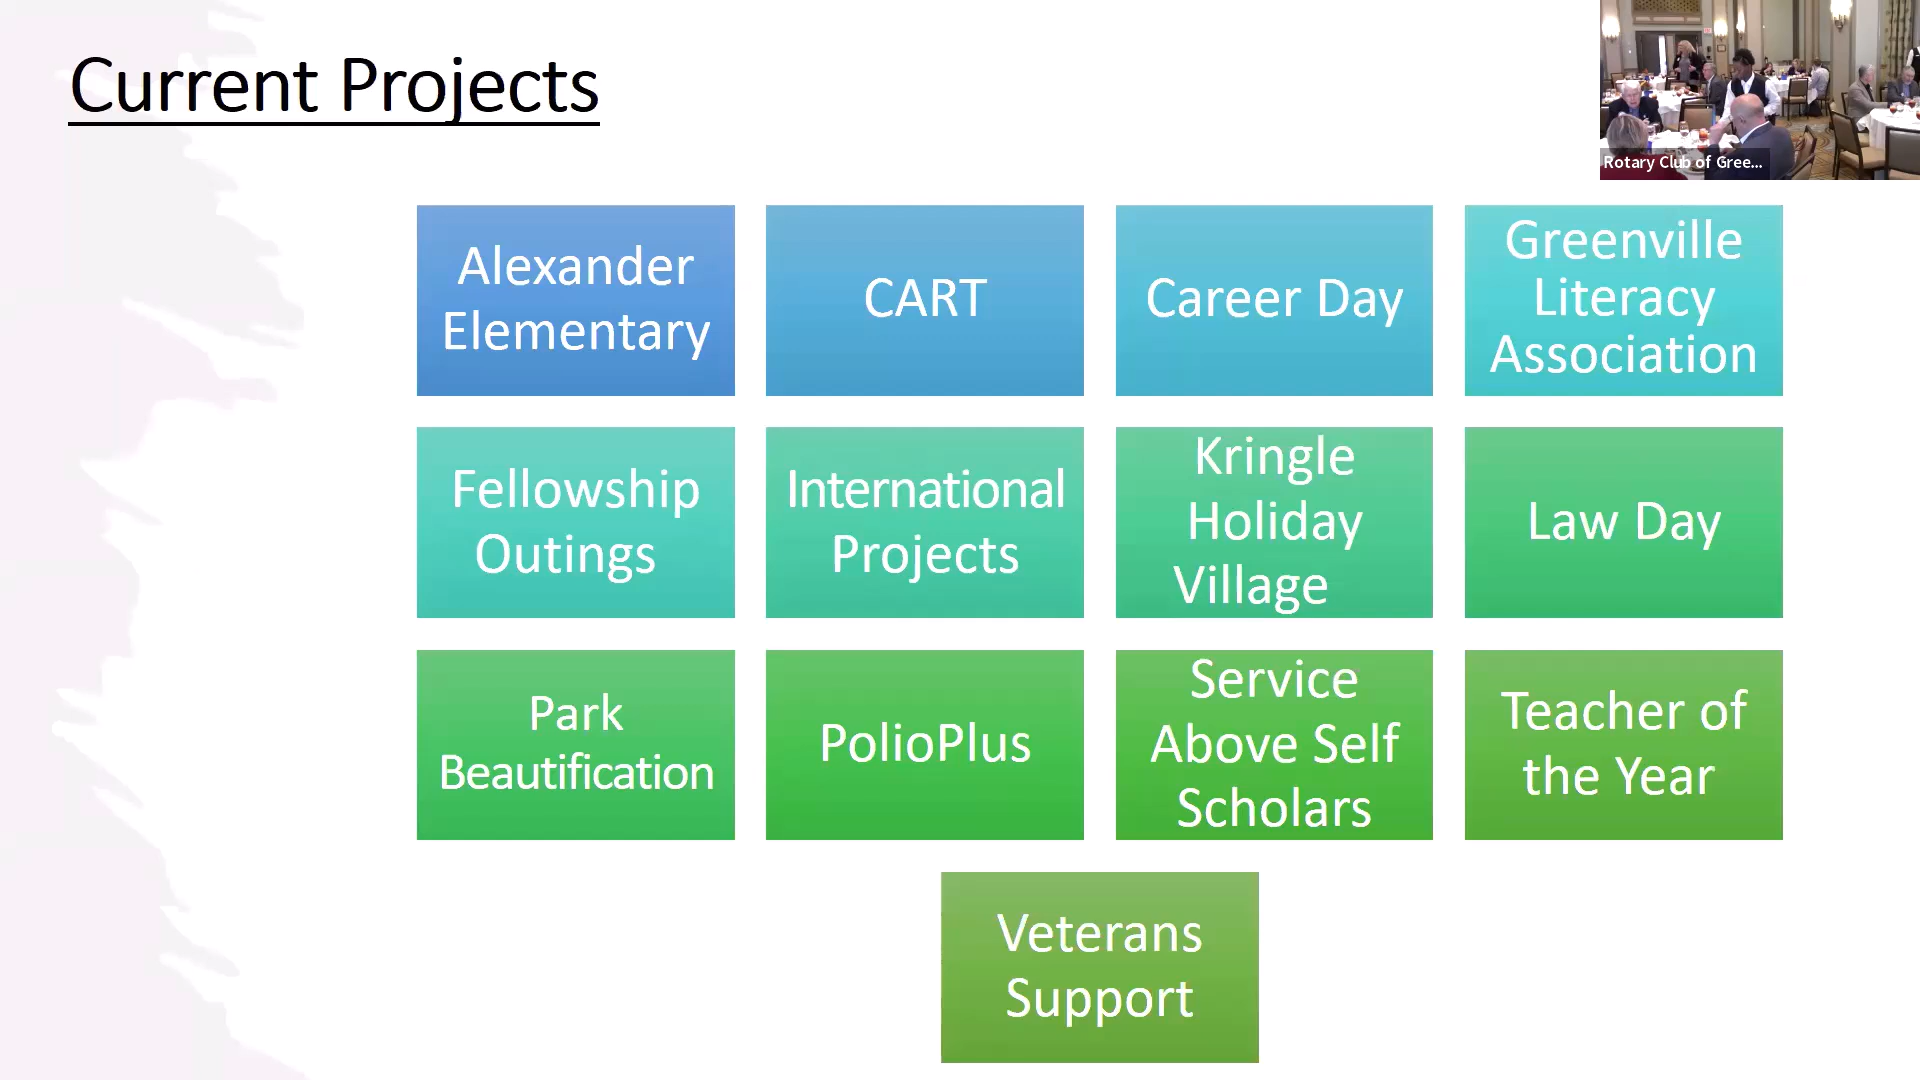 Current Projects
Rotary Club of Gree...
Alexander
Elementary
CART
Career Day
Greenville
Literacy
Association
Fellowship
Outings
International
Projects
Kringle
Holiday
Village
Law Day
Park
Beautification
PolioPlus
Service
Above Self
Scholars
Teacher of
the Year
Veterans
Support